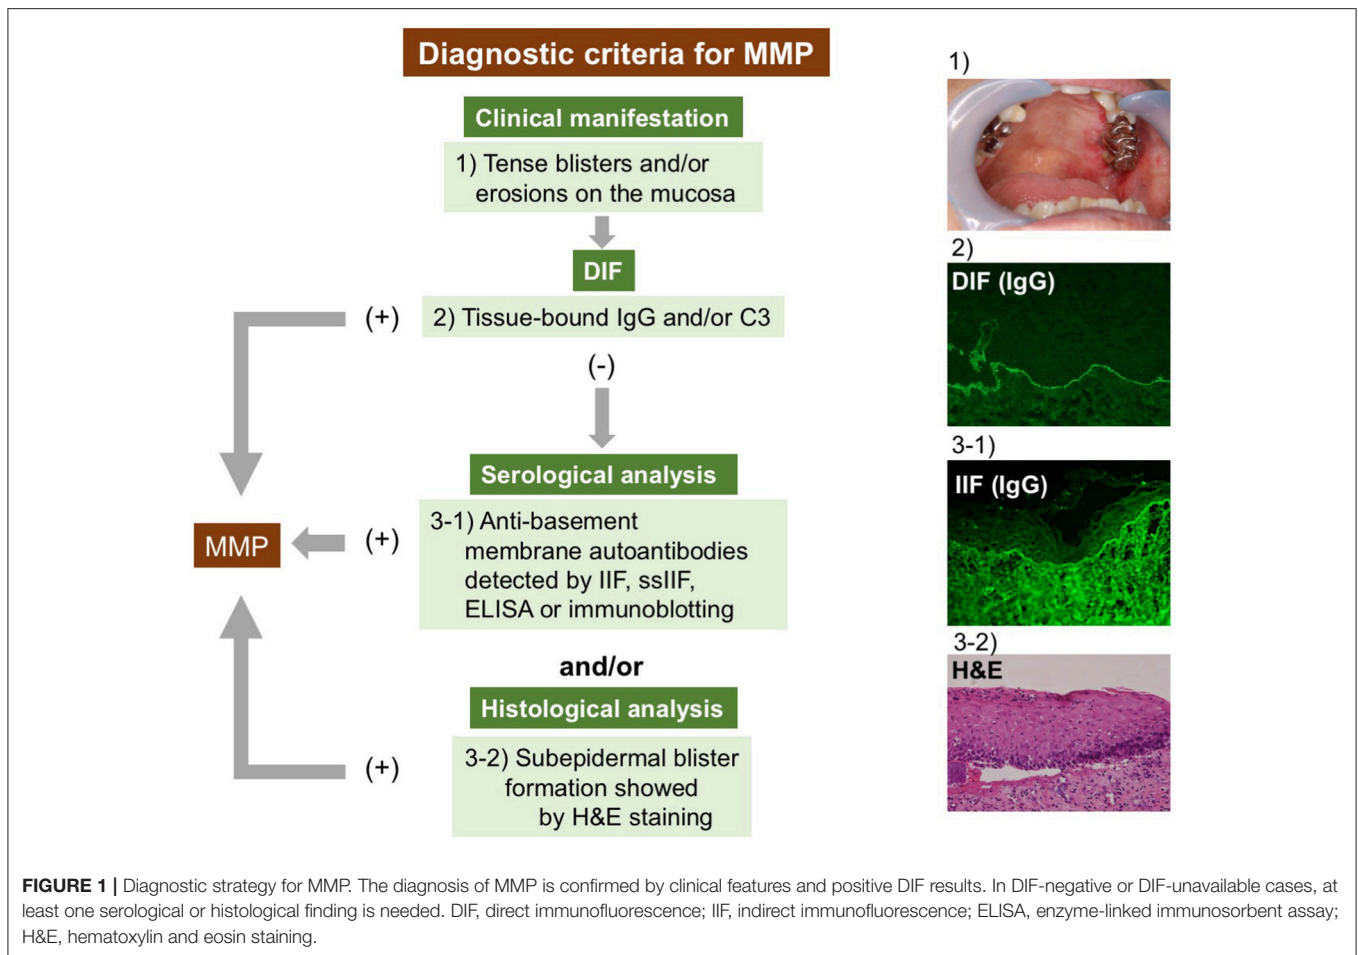 Diagnostic criteria for MMP
Clinical manifestation
1) Tense blisters and/or
erosions on the mucosa
DIF
(+)
2) Tissue-bound IgG and/or C3
(-)
Serological analysis
MMP
(+)
3-1) Anti-basement
membrane autoantibodies
detected by IIF, ssIIF,
ELISA or immunoblotting
and/or
Histological analysis
(+)
3-2) Subepidermal blister
formation showed
by H&E staining
1)
2)
DIF (IgG)
3-1)
IIF (IgG)
3-2)
H&E
FIGURE 1 | Diagnostic strategy for MMP. The diagnosis of MMP is confirmed by clinical features and positive DIF results. In DIF-negative or DIF-unavailable cases, at
least one serological or histological finding is needed. DIF, direct immunofluorescence; IIF, indirect immunofluorescence; ELISA, enzyme-linked immunosorbent assay;
H&E, hematoxylin and eosin staining.